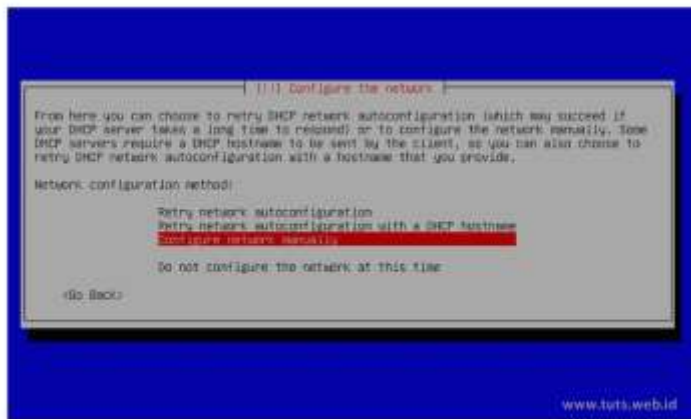 [!!] Configure the network
From here you can choose to retry DHCP network autoconfiguration (which may succeed if
your DHCP server takes a long time to respond) or to configure the network manually. Some
DHCP servers require a DHCP hostname to be sent by the client, so you can also choose to
retry DHCP network autoconfiguration with a hostname that you provide.
Network configuration method:
Retry network autoconfiguration
Retry network autoconfiguration with a DHCP hostname
Configure network manually
Do not configure the network at this time
<Go Back>
www.tuts.web.id